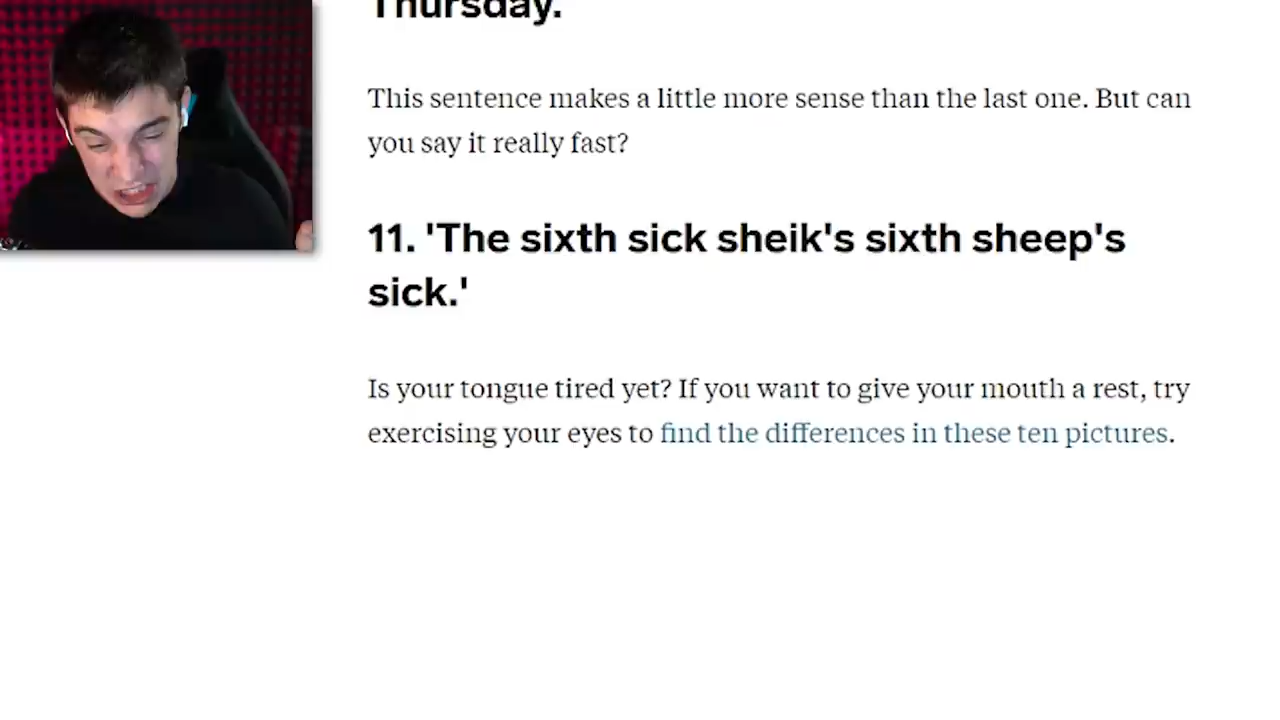 Thursday.
This sentence makes a little more sense than the last one. But can
you say it really fast?
11. 'The sixth sick sheik's sixth sheep's
sick.'
Is your tongue tired yet? If you want to give your mouth a rest, try
exercising your eyes to find the differences in these ten pictures.